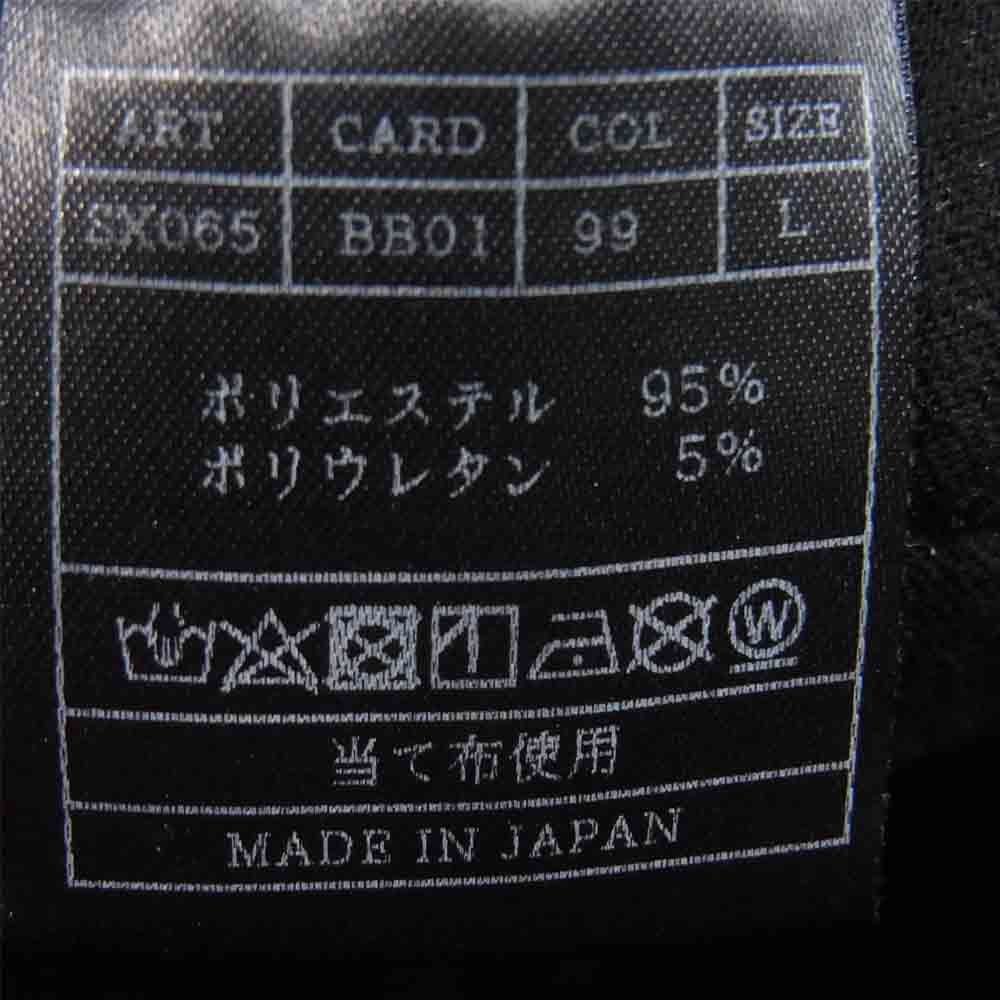 ART CARD COL SIZE
SX065 BB01 99 L
ポリエステル 95%
ポリウレタン 5%
W
当て布使用
MADE IN JAPAN